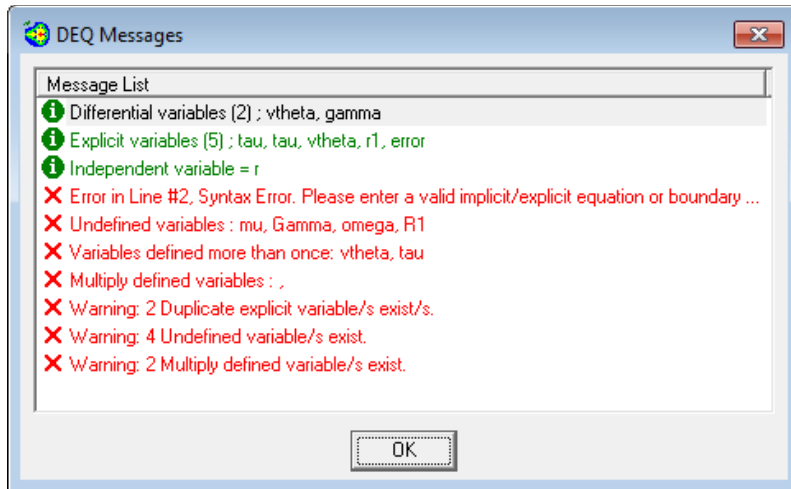 DEQ Messages
Message List
Differential variables (2) ; vtheta, gamma
Explicit variables (5) ; tau, tau, vtheta, r1, error
Independent variable = r
Error in Line #2, Syntax Error. Please enter a valid implicit/explicit equation or boundary ...
Undefined variables : mu, Gamma, omega, R1
Variables defined more than once: vtheta, tau
Multiply defined variables : ,
Warning: 2 Duplicate explicit variable/s exist/s.
Warning: 4 Undefined variable/s exist.
Warning: 2 Multiply defined variable/s exist.
OK